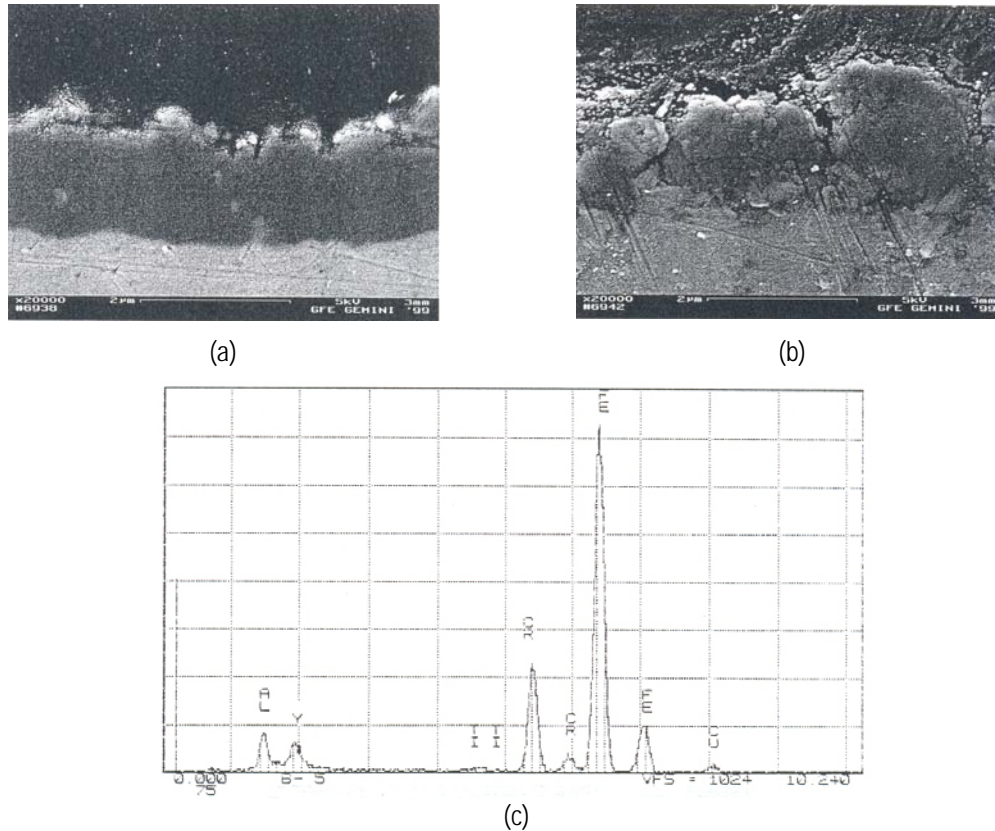 x20000 2µm 5kV 3mm
#6938 GFE GEMINI '99
(a)
x20000 2µm 5kV 3mm
#6942 GFE GEMINI '99
(b)
FE
CR
AL
Y
TI TI
CR
FE
CU
0.000 VFS = 1024 10.240
(c)